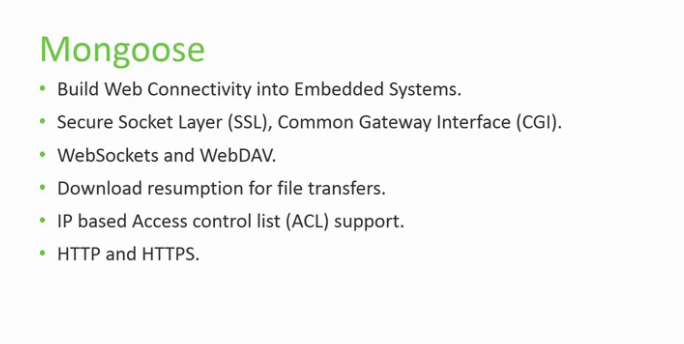 Mongoose
• Build Web Connectivity into Embedded Systems.
• Secure Socket Layer (SSL), Common Gateway Interface (CGI).
• WebSockets and WebDAV.
• Download resumption for file transfers.
• IP based Access control list (ACL) support.
• HTTP and HTTPS.